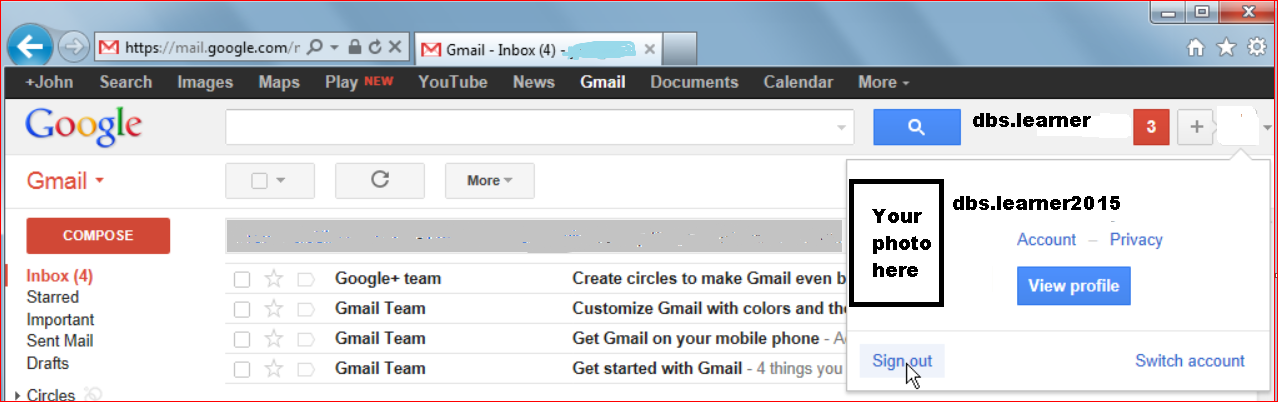 https://mail.google.com/r
Gmail - Inbox (4) -
+John Search Images Maps Play NEW YouTube News Gmail Documents Calendar More
Google
dbs.learner
3
+
Gmail
More
Your
photo
here
dbs.learner2015
Account – Privacy
View profile
Sign out
Switch account
COMPOSE
Inbox (4)
Starred
Important
Sent Mail
Drafts
Circles
Google+ team Create circles to make Gmail even b
Gmail Team Customize Gmail with colors and the
Gmail Team Get Gmail on your mobile phone - A
Gmail Team Get started with Gmail - 4 things you